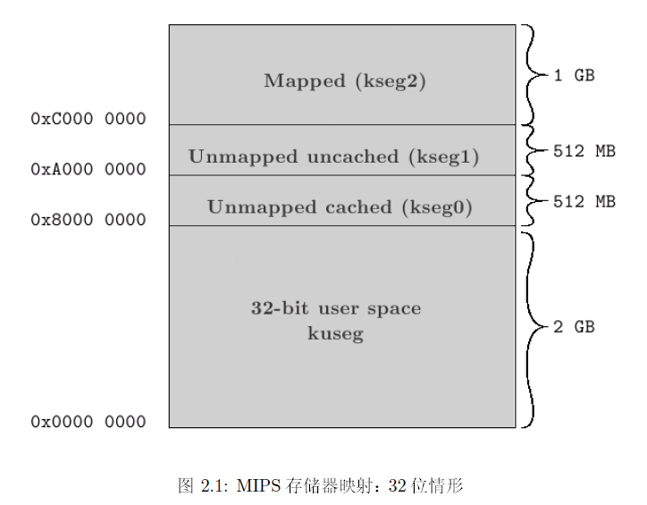 Mapped (kseg2)
1 GB
0xC000 0000
Unmapped uncached (kseg1)
512 MB
0xA000 0000
Unmapped cached (kseg0)
512 MB
0x8000 0000
32-bit user space
kuseg
2 GB
0x0000 0000
图 2.1: MIPS 存储器映射：32 位情形